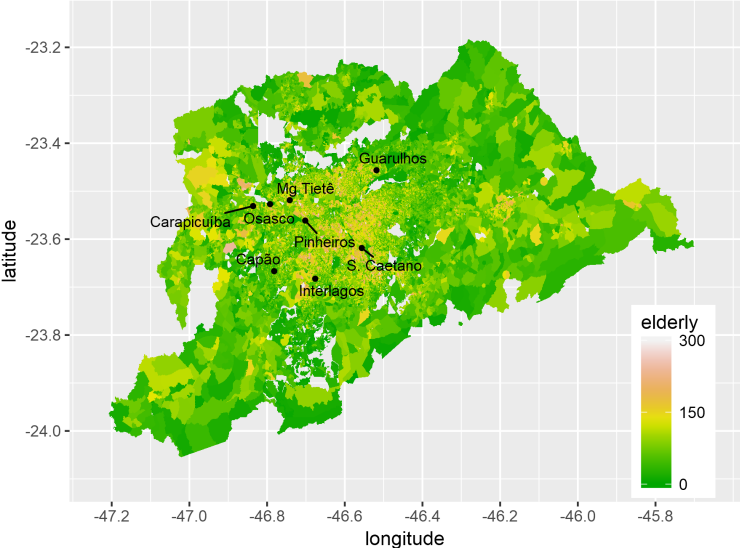 -23.2
-23.4
-23.6
-23.8
-24.0
latitude
Guarulhos
Mg Tietê
Carapicuíba
Osasco
Pinheiros
Capão
S. Caetano
Interlagos
elderly
300
150
0
-47.2 -47.0 -46.8 -46.6 -46.4 -46.2 -46.0 -45.8
longitude